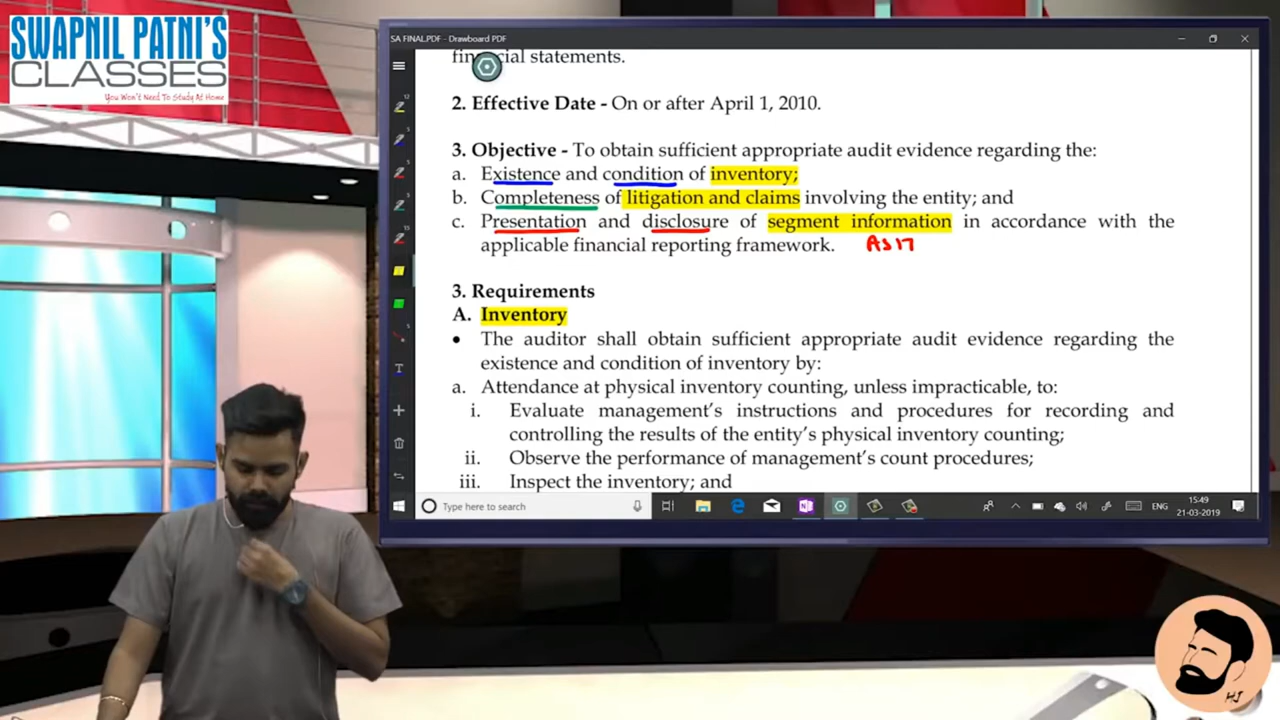 SWAPNIL PATNI'S
CLASSES
You Won't Need To Study At Home
SA FINAL.PDF - Drawboard PDF
financial statements.
2. Effective Date - On or after April 1, 2010.
3. Objective - To obtain sufficient appropriate audit evidence regarding the:
a. Existence and condition of inventory;
b. Completeness of litigation and claims involving the entity; and
c. Presentation and disclosure of segment information in accordance with the
applicable financial reporting framework. AS 17
3. Requirements
A. Inventory
• The auditor shall obtain sufficient appropriate audit evidence regarding the
existence and condition of inventory by:
a. Attendance at physical inventory counting, unless impracticable, to:
i. Evaluate management's instructions and procedures for recording and
controlling the results of the entity's physical inventory counting;
ii. Observe the performance of management's count procedures;
iii. Inspect the inventory; and
Type here to search
ENG
15:49
21-03-2019
HJ